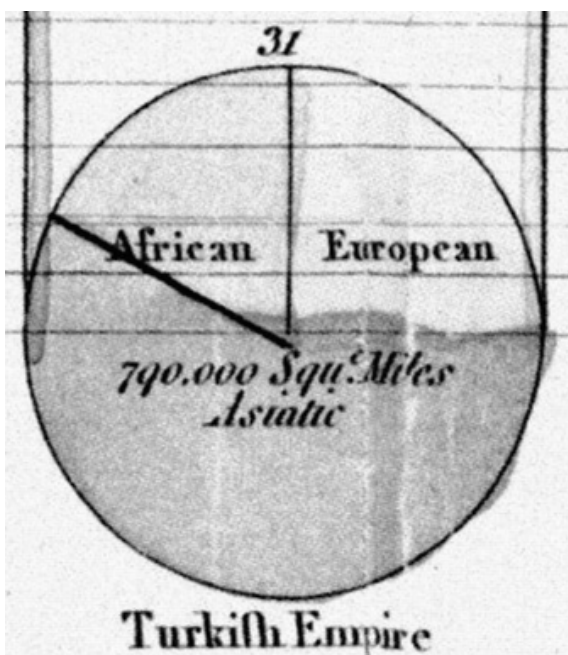 31
African European
790.000 Squ.ͤ Miles
Asiatic
Turkiſh Empire